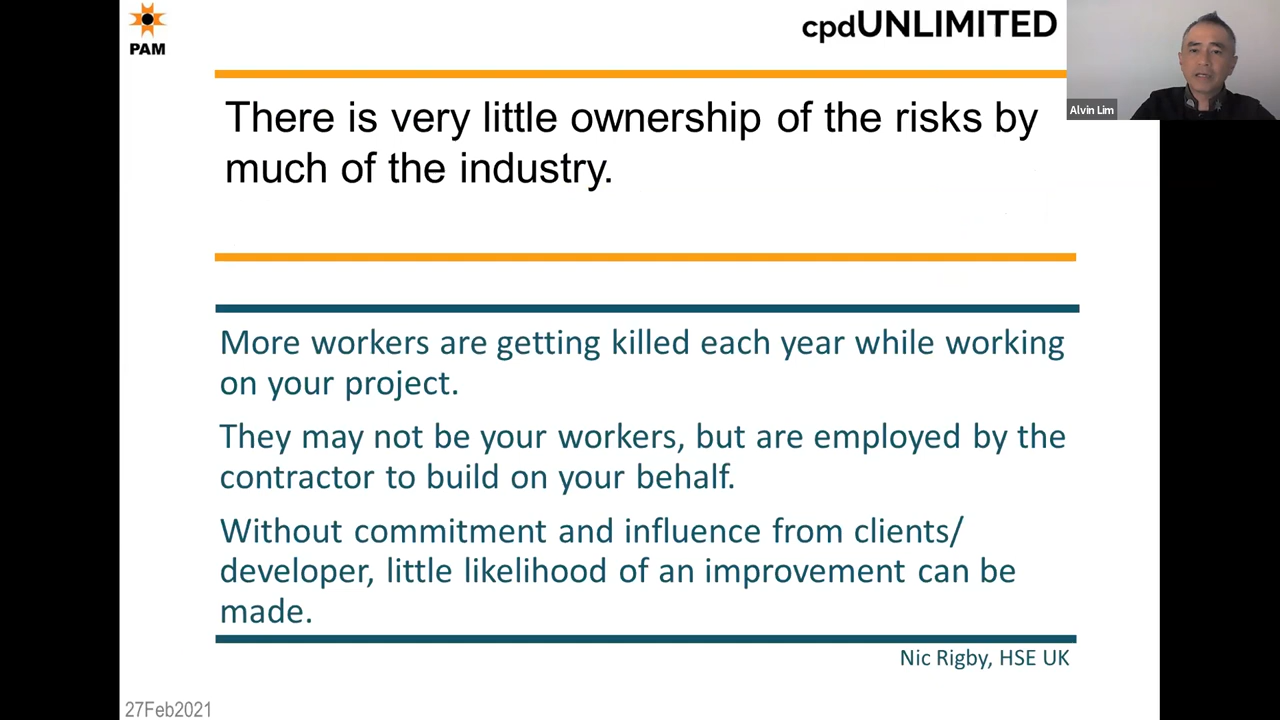 PAM
cpdUNLIMITED
Alvin Lim
There is very little ownership of the risks by
much of the industry.
More workers are getting killed each year while working
on your project.
They may not be your workers, but are employed by the
contractor to build on your behalf.
Without commitment and influence from clients/
developer, little likelihood of an improvement can be
made.
Nic Rigby, HSE UK
27Feb2021